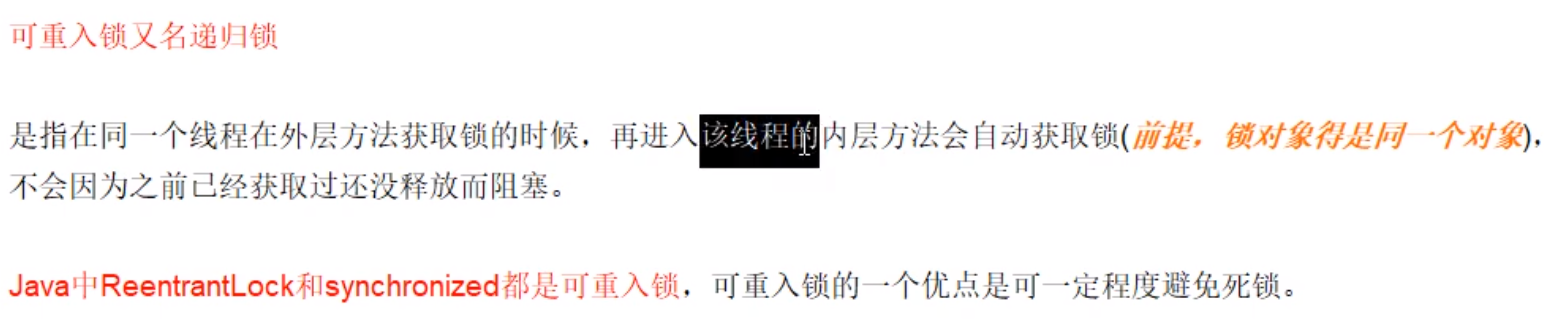 可重入锁又名递归锁
是指在同一个线程在外层方法获取锁的时候，再进入该线程的内层方法会自动获取锁(前提，锁对象得是同一个对象)，
不会因为之前已经获取过还没释放而阻塞。
Java中ReentrantLock和synchronized都是可重入锁，可重入锁的一个优点是可一定程度避免死锁。